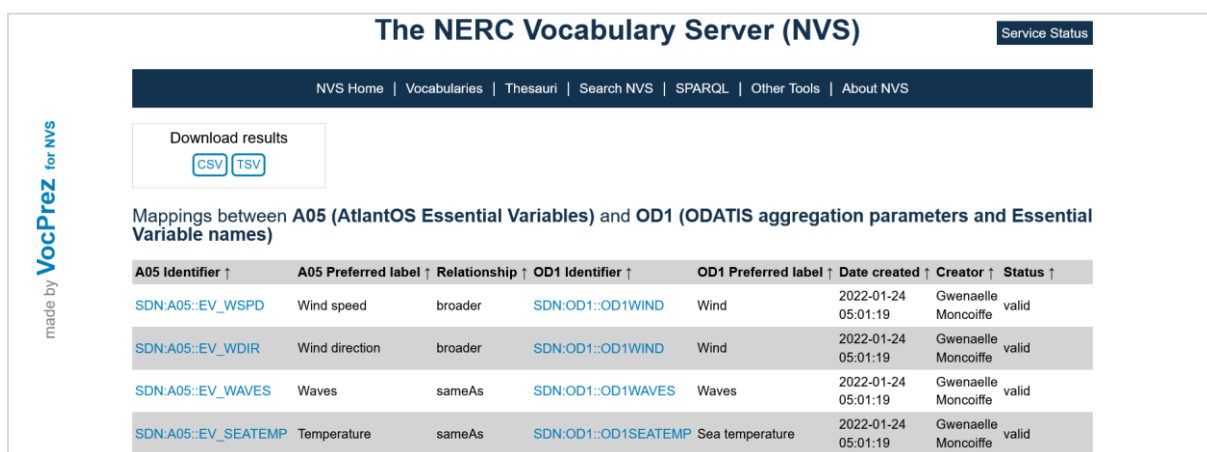 The NERC Vocabulary Server (NVS)
Service Status
NVS Home | Vocabularies | Thesauri | Search NVS | SPARQL | Other Tools | About NVS
made by VocPrez for NVS
Download results
CSV TSV
Mappings between A05 (AtlantOS Essential Variables) and OD1 (ODATIS aggregation parameters and Essential
Variable names)
A05 Identifier ↑ A05 Preferred label ↑ Relationship ↑ OD1 Identifier ↑ OD1 Preferred label ↑ Date created ↑ Creator ↑ Status ↑
SDN:A05::EV_WSPD Wind speed broader SDN:OD1::OD1WIND Wind 2022-01-24 05:01:19 Gwenaelle Moncoiffe valid
SDN:A05::EV_WDIR Wind direction broader SDN:OD1::OD1WIND Wind 2022-01-24 05:01:19 Gwenaelle Moncoiffe valid
SDN:A05::EV_WAVES Waves sameAs SDN:OD1::OD1WAVES Waves 2022-01-24 05:01:19 Gwenaelle Moncoiffe valid
SDN:A05::EV_SEATEMP Temperature sameAs SDN:OD1::OD1SEATEMP Sea temperature 2022-01-24 05:01:19 Gwenaelle Moncoiffe valid